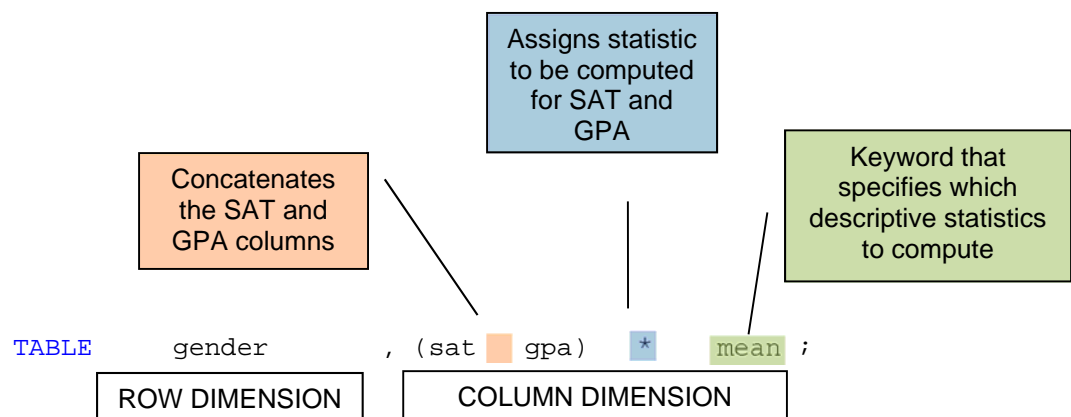 Assigns statistic
to be computed
for SAT and
GPA
Concatenates
the SAT and
GPA columns
Keyword that
specifies which
descriptive statistics
to compute
TABLE gender , (sat gpa) * mean ;
ROW DIMENSION COLUMN DIMENSION